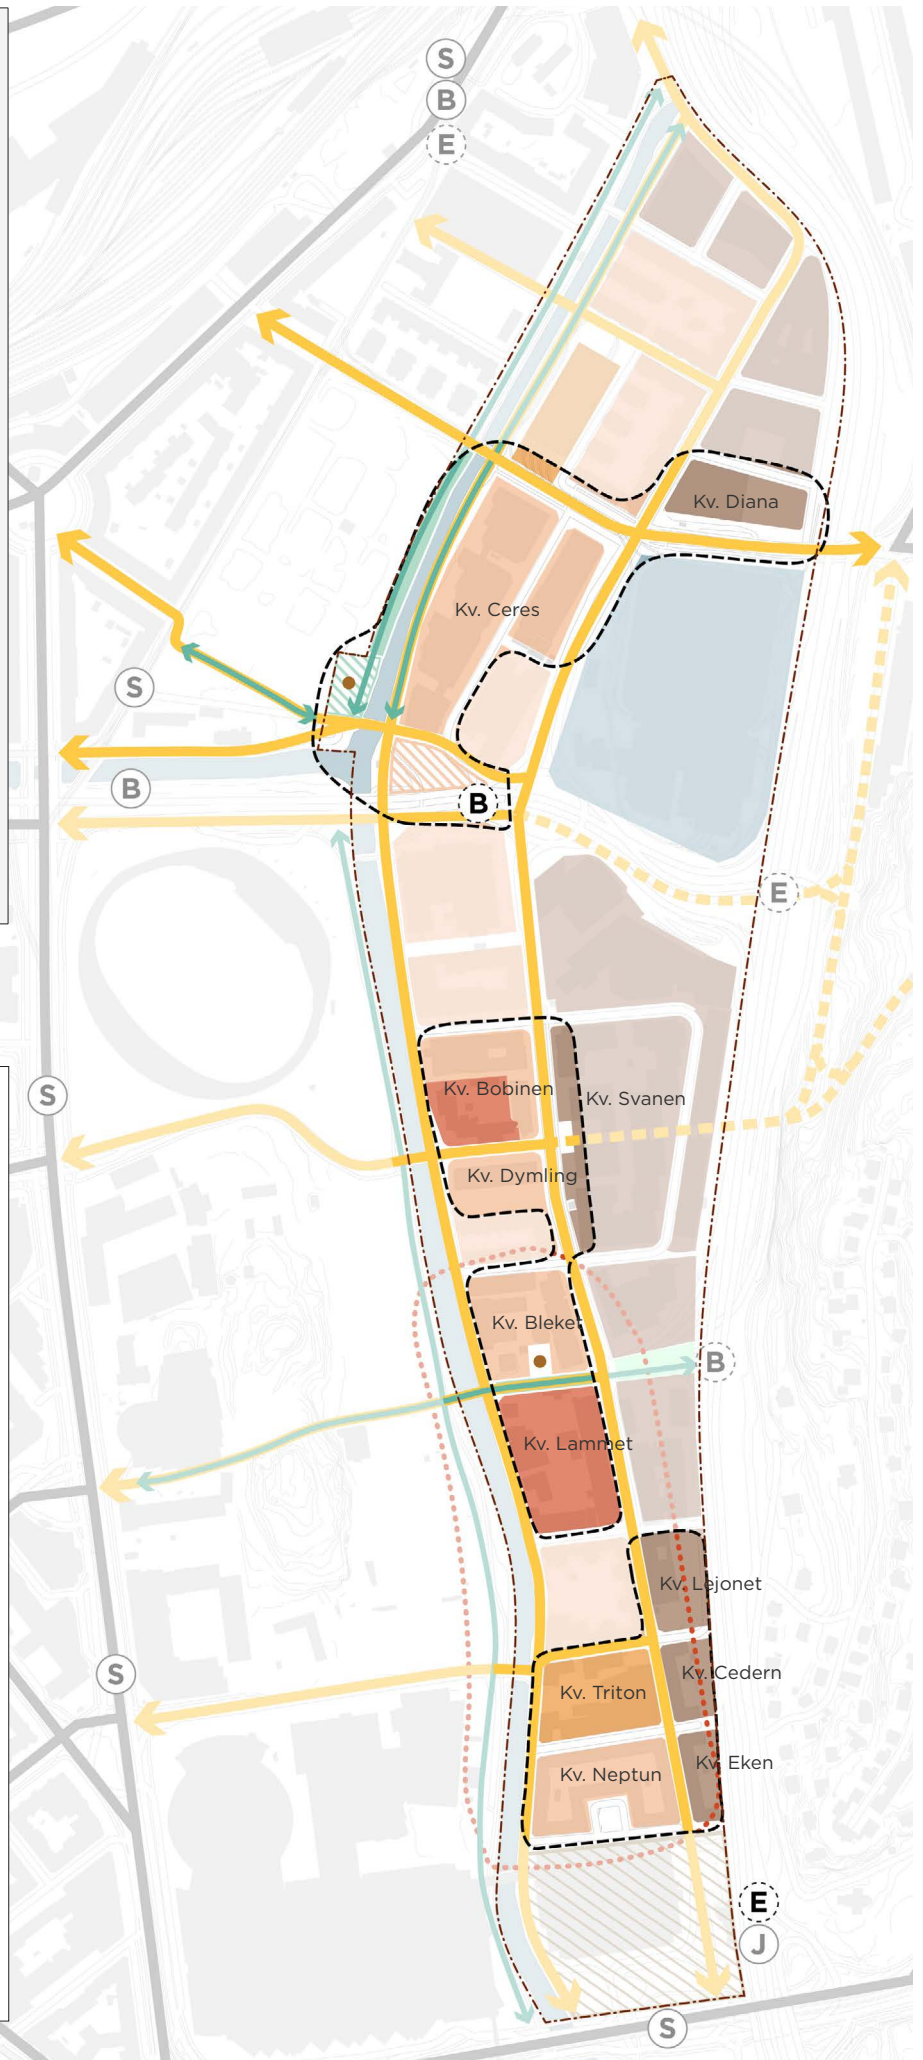 S
B
E
Kv. Diana
Kv. Ceres
S
B
B
E
S
Kv. Bobinen
Kv. Svanen
Kv. Dymling
Kv. Bleket
B
Kv. Lammet
Kv. Lejonet
S
Kv. Cedern
Kv. Triton
Kv. Eken
Kv. Neptun
E
J
S